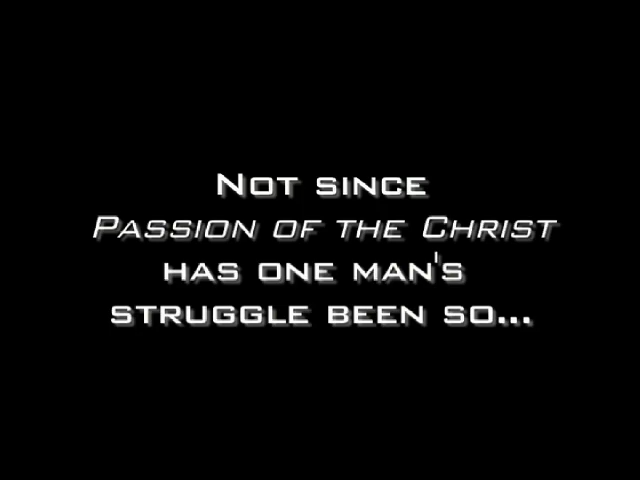 Not since
Passion of the Christ
has one man's
struggle been so...